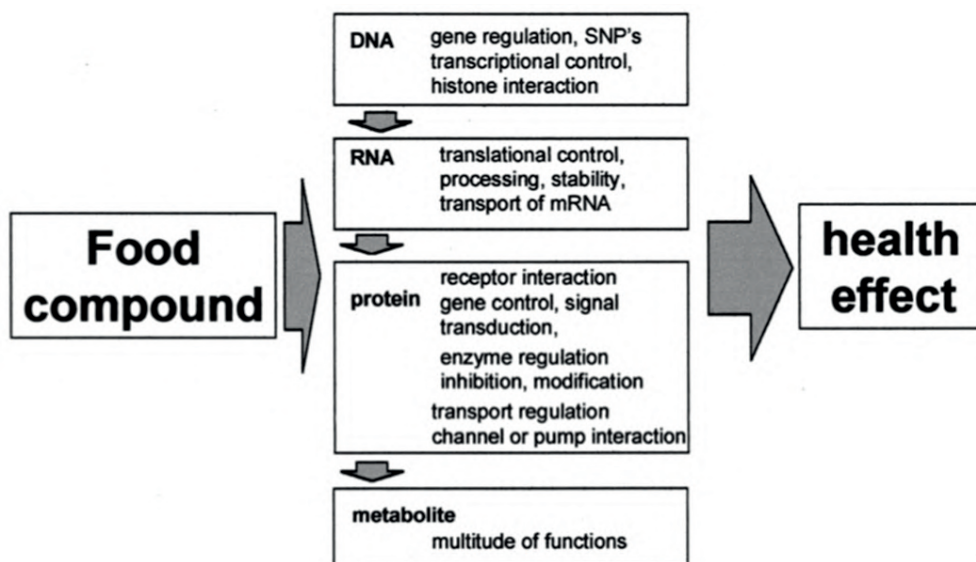 DNA gene regulation, SNP's
transcriptional control,
histone interaction
RNA translational control,
processing, stability,
transport of mRNA
Food
compound
protein receptor interaction
gene control, signal
transduction,
enzyme regulation
inhibition, modification
transport regulation
channel or pump interaction
health
effect
metabolite
multitude of functions